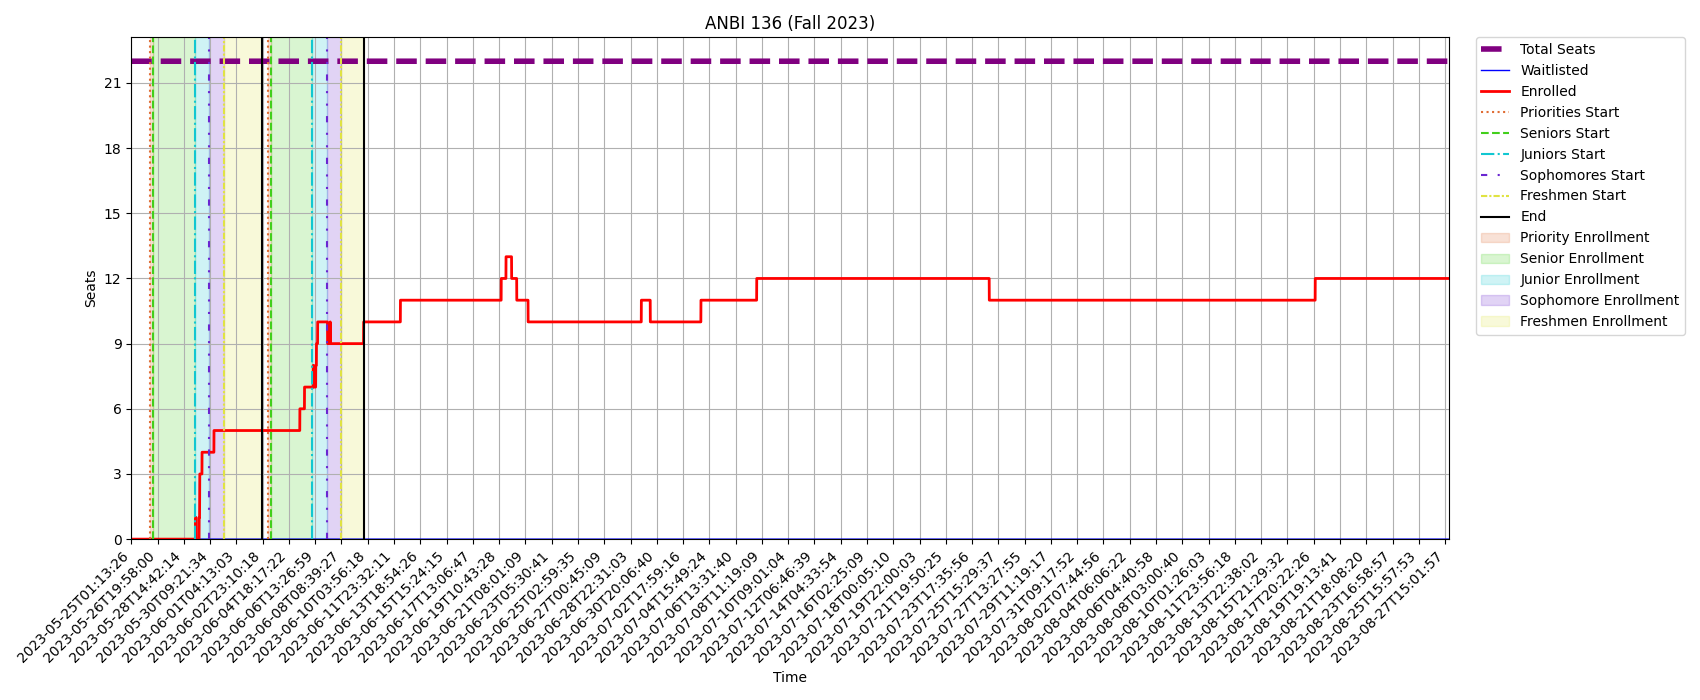 ANBI 136 (Fall 2023)
Seats
21
18
15
12
9
6
3
0
2023-05-25T01:13:26
2023-05-26T19:58:00
2023-05-28T14:42:14
2023-05-30T09:21:34
2023-06-01T04:13:03
2023-06-02T23:10:18
2023-06-04T18:17:22
2023-06-06T13:26:59
2023-06-08T08:39:27
2023-06-10T03:56:18
2023-06-11T23:32:11
2023-06-13T18:54:26
2023-06-15T15:24:15
2023-06-17T13:06:47
2023-06-19T10:43:28
2023-06-21T08:01:09
2023-06-23T05:30:41
2023-06-25T02:59:35
2023-06-27T00:45:09
2023-06-28T22:31:03
2023-06-30T20:06:40
2023-07-02T17:59:16
2023-07-04T15:49:24
2023-07-06T13:31:40
2023-07-08T11:19:09
2023-07-10T09:01:04
2023-07-12T06:46:39
2023-07-14T04:33:54
2023-07-16T02:25:09
2023-07-18T00:05:10
2023-07-19T22:00:03
2023-07-21T19:50:25
2023-07-23T17:35:56
2023-07-25T15:29:37
2023-07-27T13:27:55
2023-07-29T11:19:17
2023-07-31T09:17:52
2023-08-02T07:44:56
2023-08-04T06:06:22
2023-08-06T04:40:58
2023-08-08T03:00:40
2023-08-10T01:26:03
2023-08-11T23:56:18
2023-08-13T22:38:02
2023-08-15T21:29:32
2023-08-17T20:22:26
2023-08-19T19:13:41
2023-08-21T18:08:20
2023-08-23T16:58:57
2023-08-25T15:57:53
2023-08-27T15:01:57
Time
Total Seats
Waitlisted
Enrolled
Priorities Start
Seniors Start
Juniors Start
Sophomores Start
Freshmen Start
End
Priority Enrollment
Senior Enrollment
Junior Enrollment
Sophomore Enrollment
Freshmen Enrollment